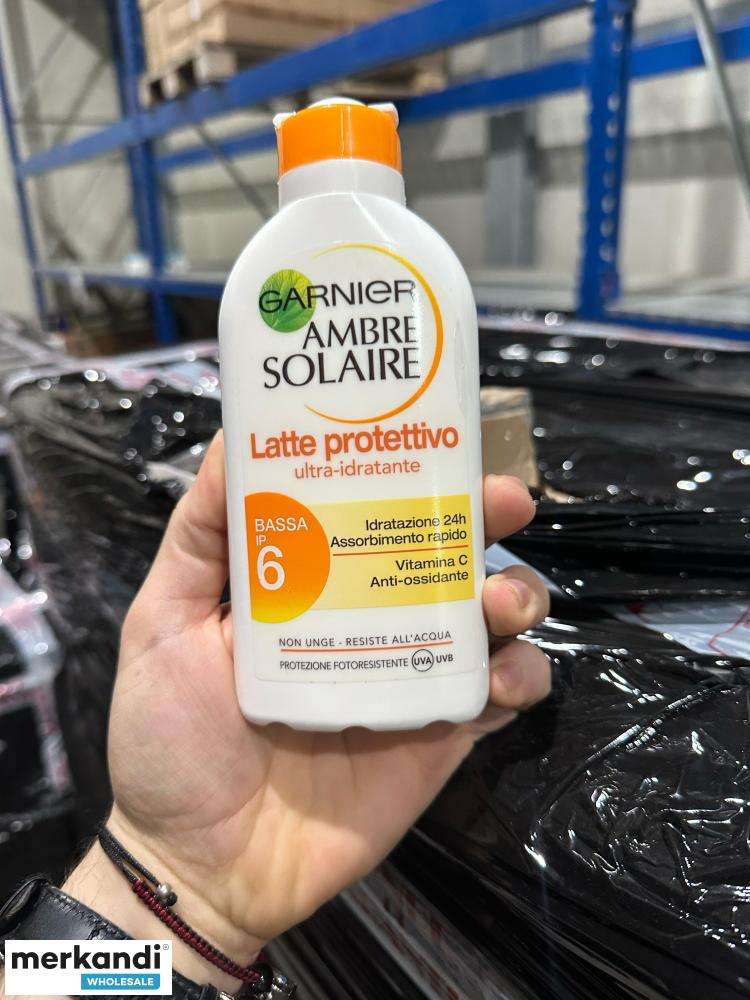 GARNIER
AMBRE
SOLAIRE
Latte protettivo
ultra-idratante
BASSA
IP
6
Idratazione 24h
Assorbimento rapido
Vitamina C
Anti-ossidante
NON UNGE - RESISTE ALL'ACQUA
PROTEZIONE FOTORESISTENTE UVA UVB
merkandi®
WHOLESALE